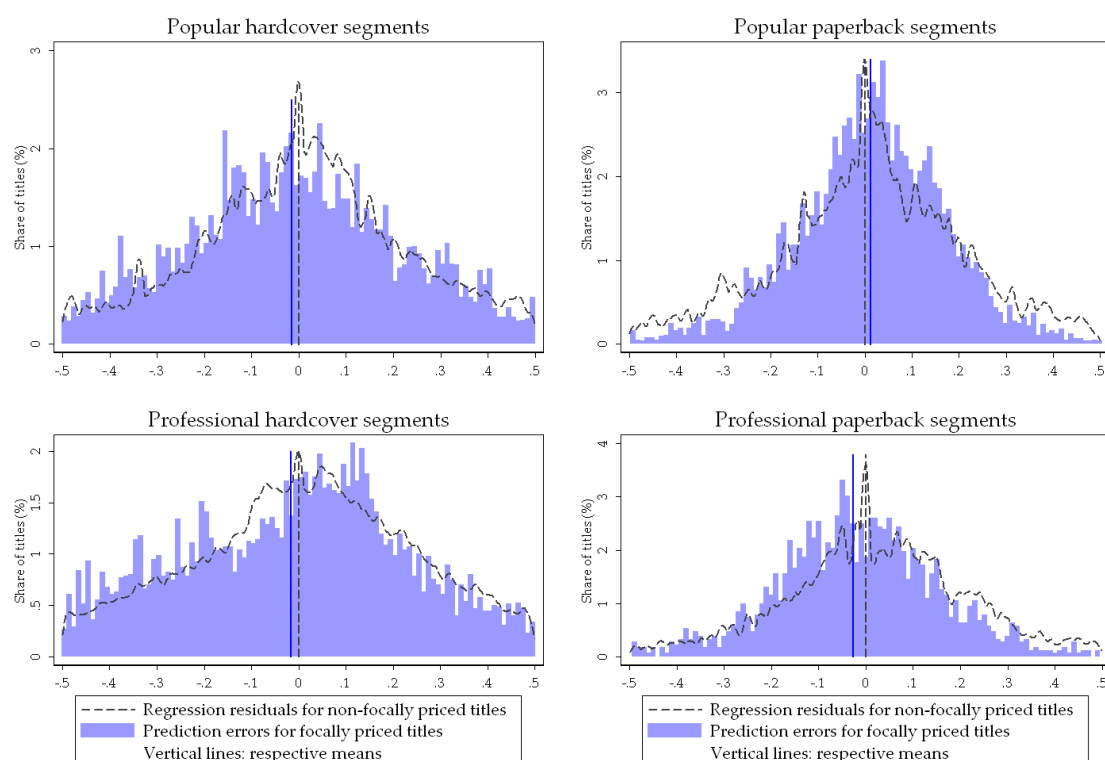 Popular hardcover segments
Share of titles (%)
0 1 2 3
-.5 -.4 -.3 -.2 -.1 0 .1 .2 .3 .4 .5
Popular paperback segments
Share of titles (%)
0 1 2 3
-.5 -.4 -.3 -.2 -.1 0 .1 .2 .3 .4 .5
Professional hardcover segments
Share of titles (%)
0 .5 1 1.5 2
-.5 -.4 -.3 -.2 -.1 0 .1 .2 .3 .4 .5
Professional paperback segments
Share of titles (%)
0 1 2 3 4
-.5 -.4 -.3 -.2 -.1 0 .1 .2 .3 .4 .5
Regression residuals for non-focally priced titles
Prediction errors for focally priced titles
Vertical lines: respective means
Regression residuals for non-focally priced titles
Prediction errors for focally priced titles
Vertical lines: respective means